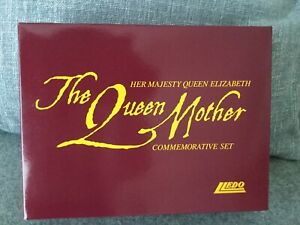 HER MAJESTY QUEEN ELIZABETH
The Queen Mother
COMMEMORATIVE SET
LLEDO